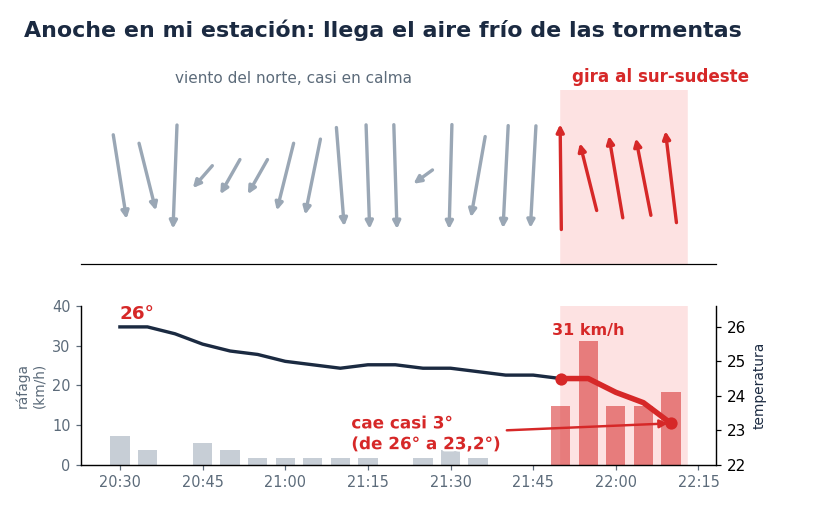 Anoche en mi estación: llega el aire frío de las tormentas
viento del norte, casi en calma
gira al sur-sudeste
40
30
20
10
0
ráfaga
(km/h)
26°
31 km/h
cae casi 3°
(de 26° a 23,2°)
26
25
24
23
22
temperatura
20:30
20:45
21:00
21:15
21:30
21:45
22:00
22:15